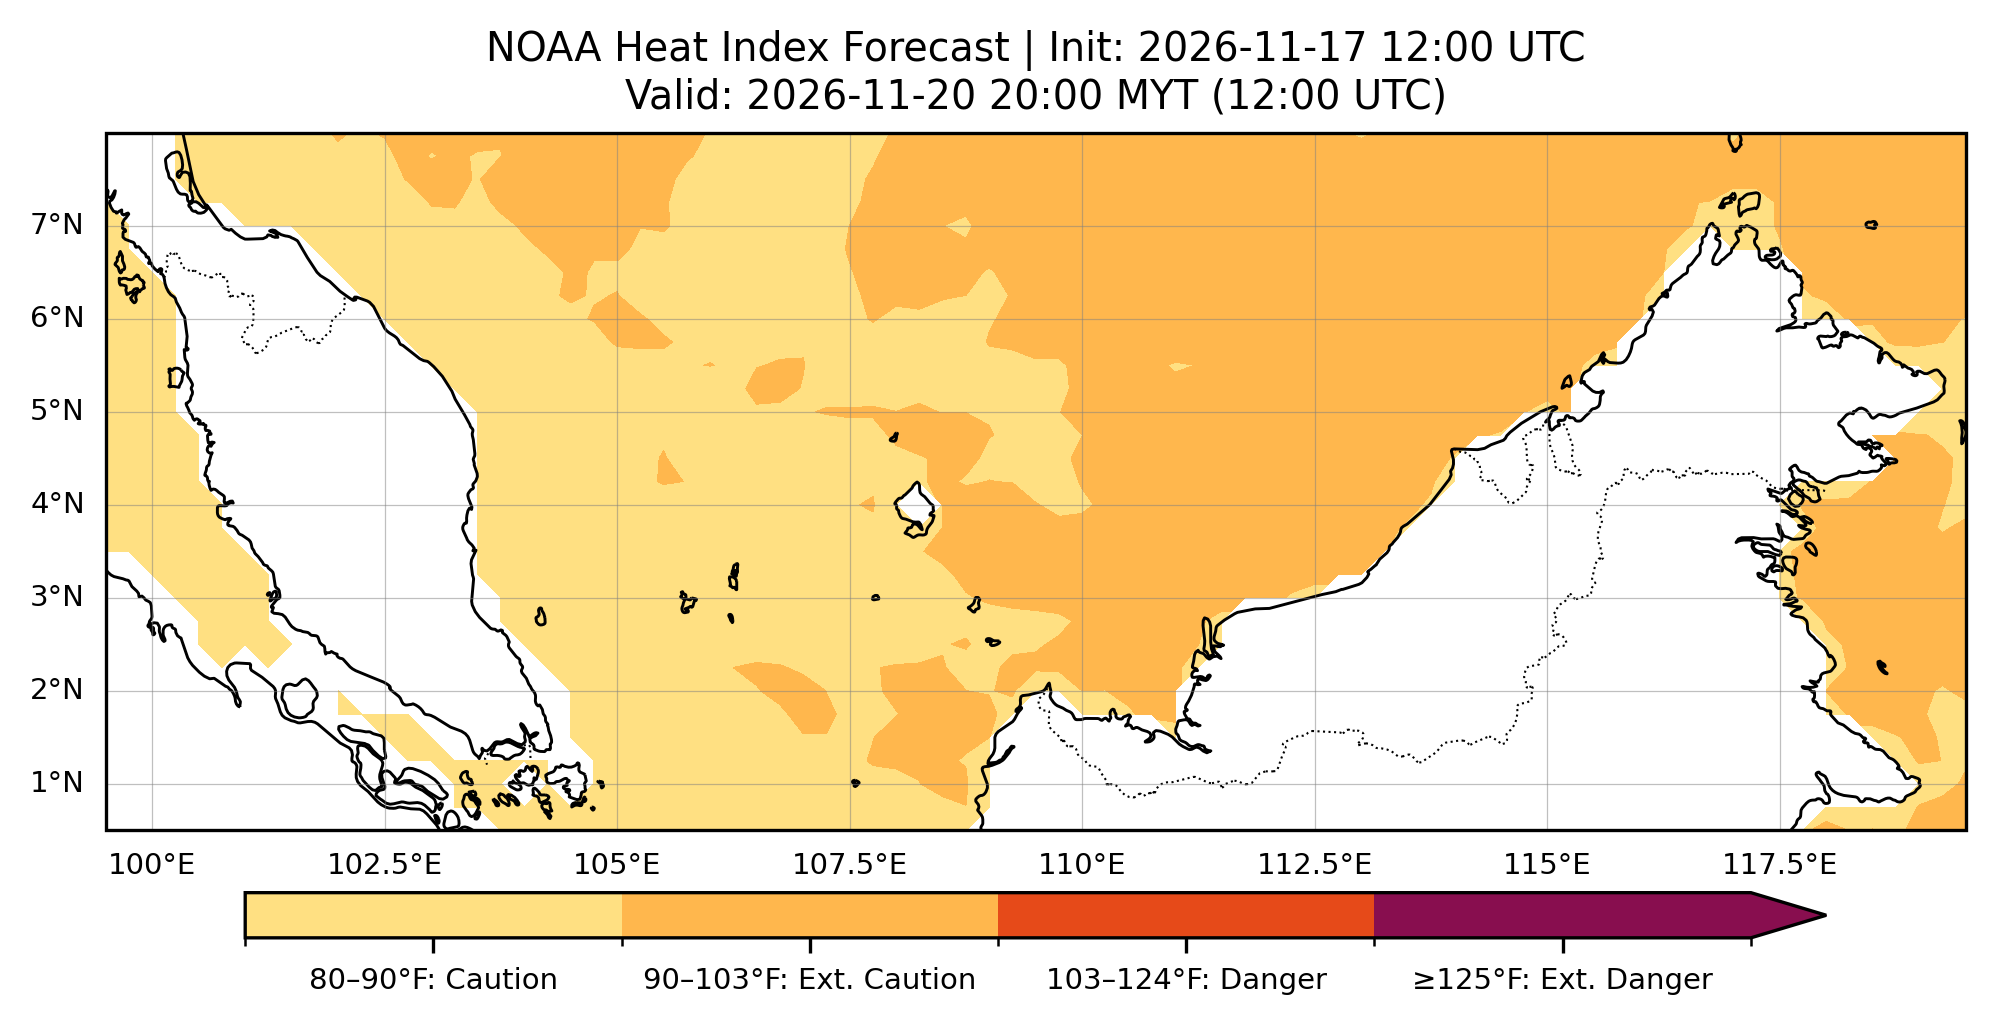 NOAA Heat Index Forecast | Init: 2026-11-17 12:00 UTC
Valid: 2026-11-20 20:00 MYT (12:00 UTC)
7°N
6°N
5°N
4°N
3°N
2°N
1°N
100°E 102.5°E 105°E 107.5°E 110°E 112.5°E 115°E 117.5°E
80–90°F: Caution 90–103°F: Ext. Caution 103–124°F: Danger ≥125°F: Ext. Danger